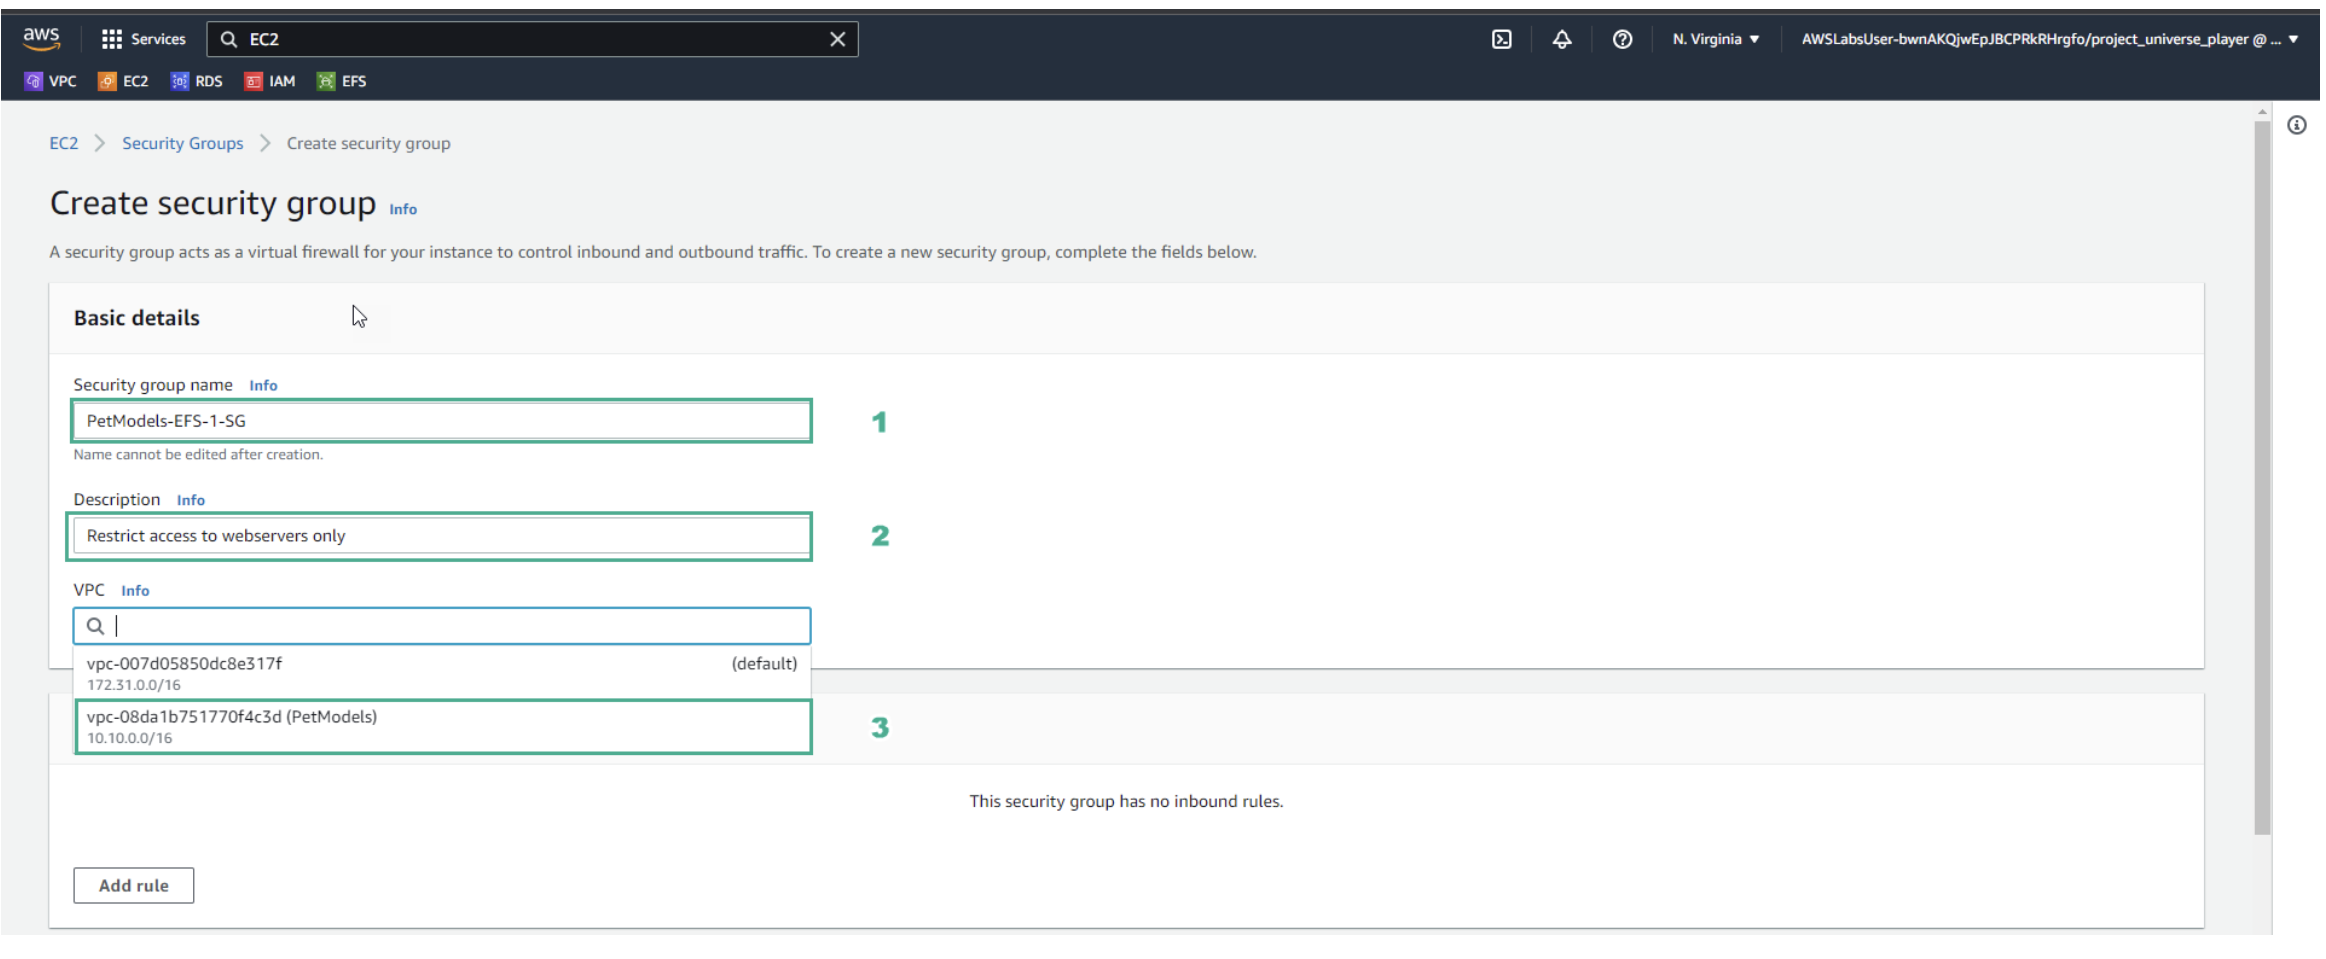 aws
Services
EC2
N. Virginia
AWSLabsUser-bwnAKQjwEpJBCPRkRHrgfo/project_universe_player @ ...
VPC EC2 RDS IAM EFS
EC2 > Security Groups > Create security group
Create security group Info
A security group acts as a virtual firewall for your instance to control inbound and outbound traffic. To create a new security group, complete the fields below.
Basic details
Security group name Info
PetModels-EFS-1-SG
1
Name cannot be edited after creation.
Description Info
Restrict access to webservers only
2
VPC Info
vpc-007d05850dc8e317f (default)
172.31.0.0/16
vpc-08da1b751770f4c3d (PetModels)
10.10.0.0/16
3
This security group has no inbound rules.
Add rule